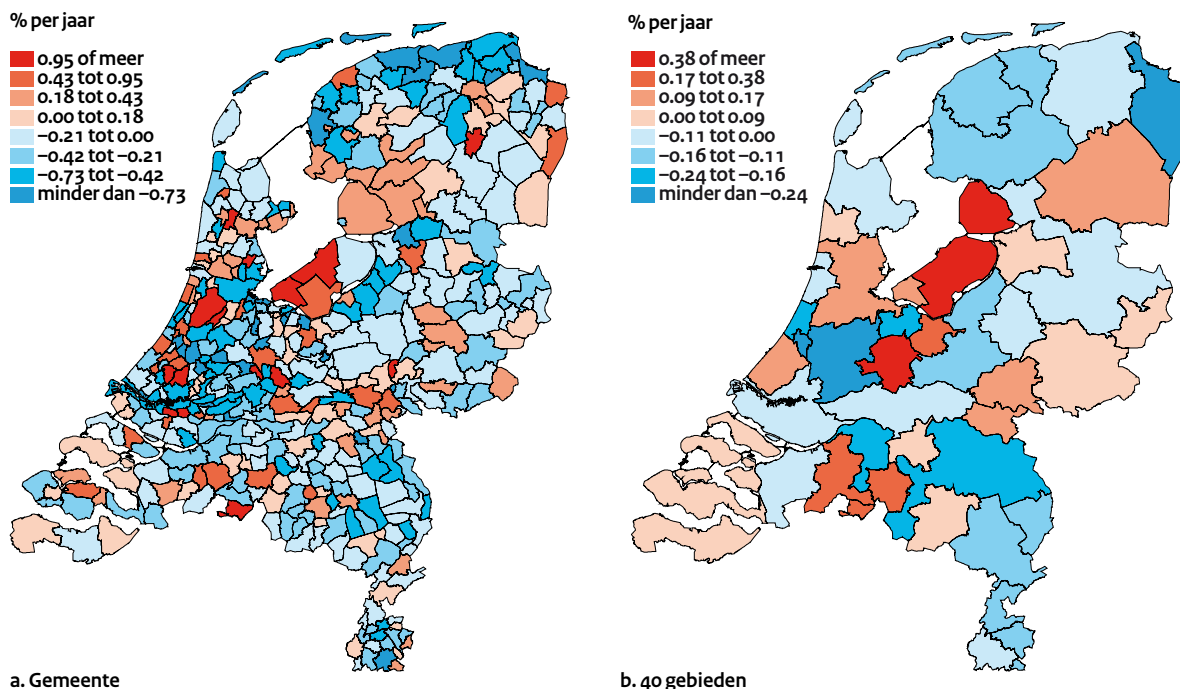 % per jaar
0.95 of meer
0.43 tot 0.95
0.18 tot 0.43
0.00 tot 0.18
−0.21 tot 0.00
−0.42 tot −0.21
−0.73 tot −0.42
minder dan −0.73
a. Gemeente
% per jaar
0.38 of meer
0.17 tot 0.38
0.09 tot 0.17
0.00 tot 0.09
−0.11 tot 0.00
−0.16 tot −0.11
−0.24 tot −0.16
minder dan −0.24
b. 40 gebieden